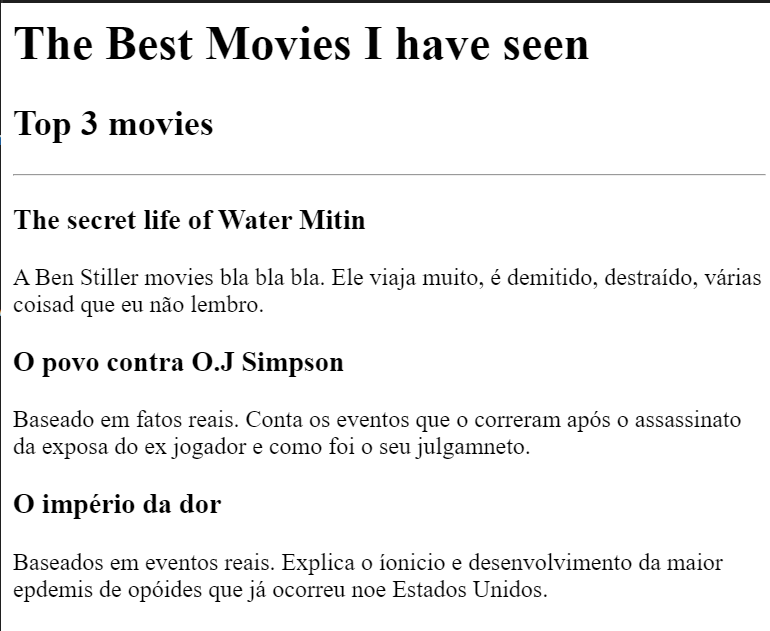 The Best Movies I have seen
Top 3 movies
The secret life of Water Mitin
A Ben Stiller movies bla bla bla. Ele viaja muito, é demitido, destraído, várias
coisad que eu não lembro.
O povo contra O.J Simpson
Baseado em fatos reais. Conta os eventos que o correram após o assassinato
da exposa do ex jogador e como foi o seu julgamneto.
O império da dor
Baseados em eventos reais. Explica o íonicio e desenvolvimento da maior
epdemis de opóides que já ocorreu noe Estados Unidos.